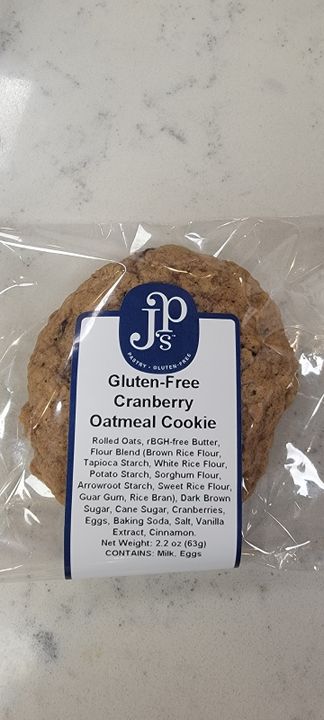 JPs
PASTRY • GLUTEN-FREE
Gluten-Free
Cranberry
Oatmeal Cookie
Rolled Oats, rBGH-free Butter,
Flour Blend (Brown Rice Flour,
Tapioca Starch, White Rice Flour,
Potato Starch, Sorghum Flour,
Arrowroot Starch, Sweet Rice Flour,
Guar Gum, Rice Bran), Dark Brown
Sugar, Cane Sugar, Cranberries,
Eggs, Baking Soda, Salt, Vanilla
Extract, Cinnamon.
Net Weight: 2.2 oz (63g)
CONTAINS: Milk, Eggs